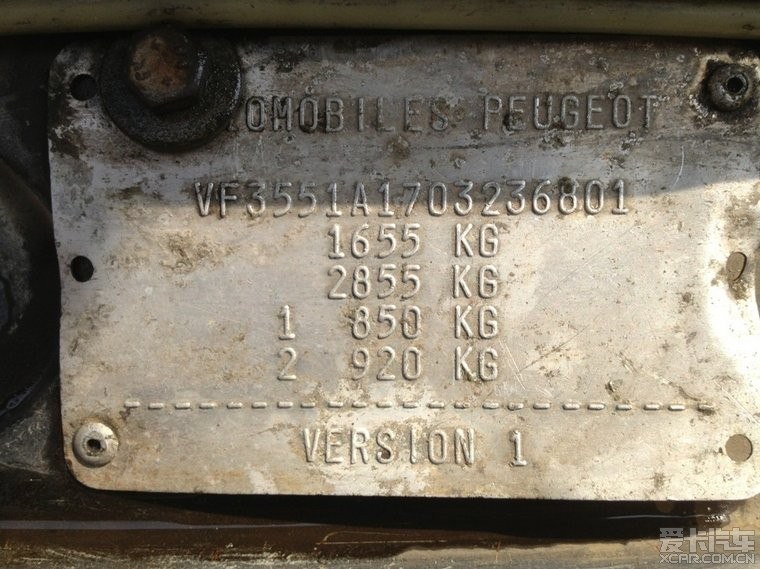 OMOBILES PEUGEOT
VF3551A1703236801
1655 KG
2855 KG
1 850 KG
2 920 KG
VERSION 1
爱卡汽车
XCAR.COM.CN